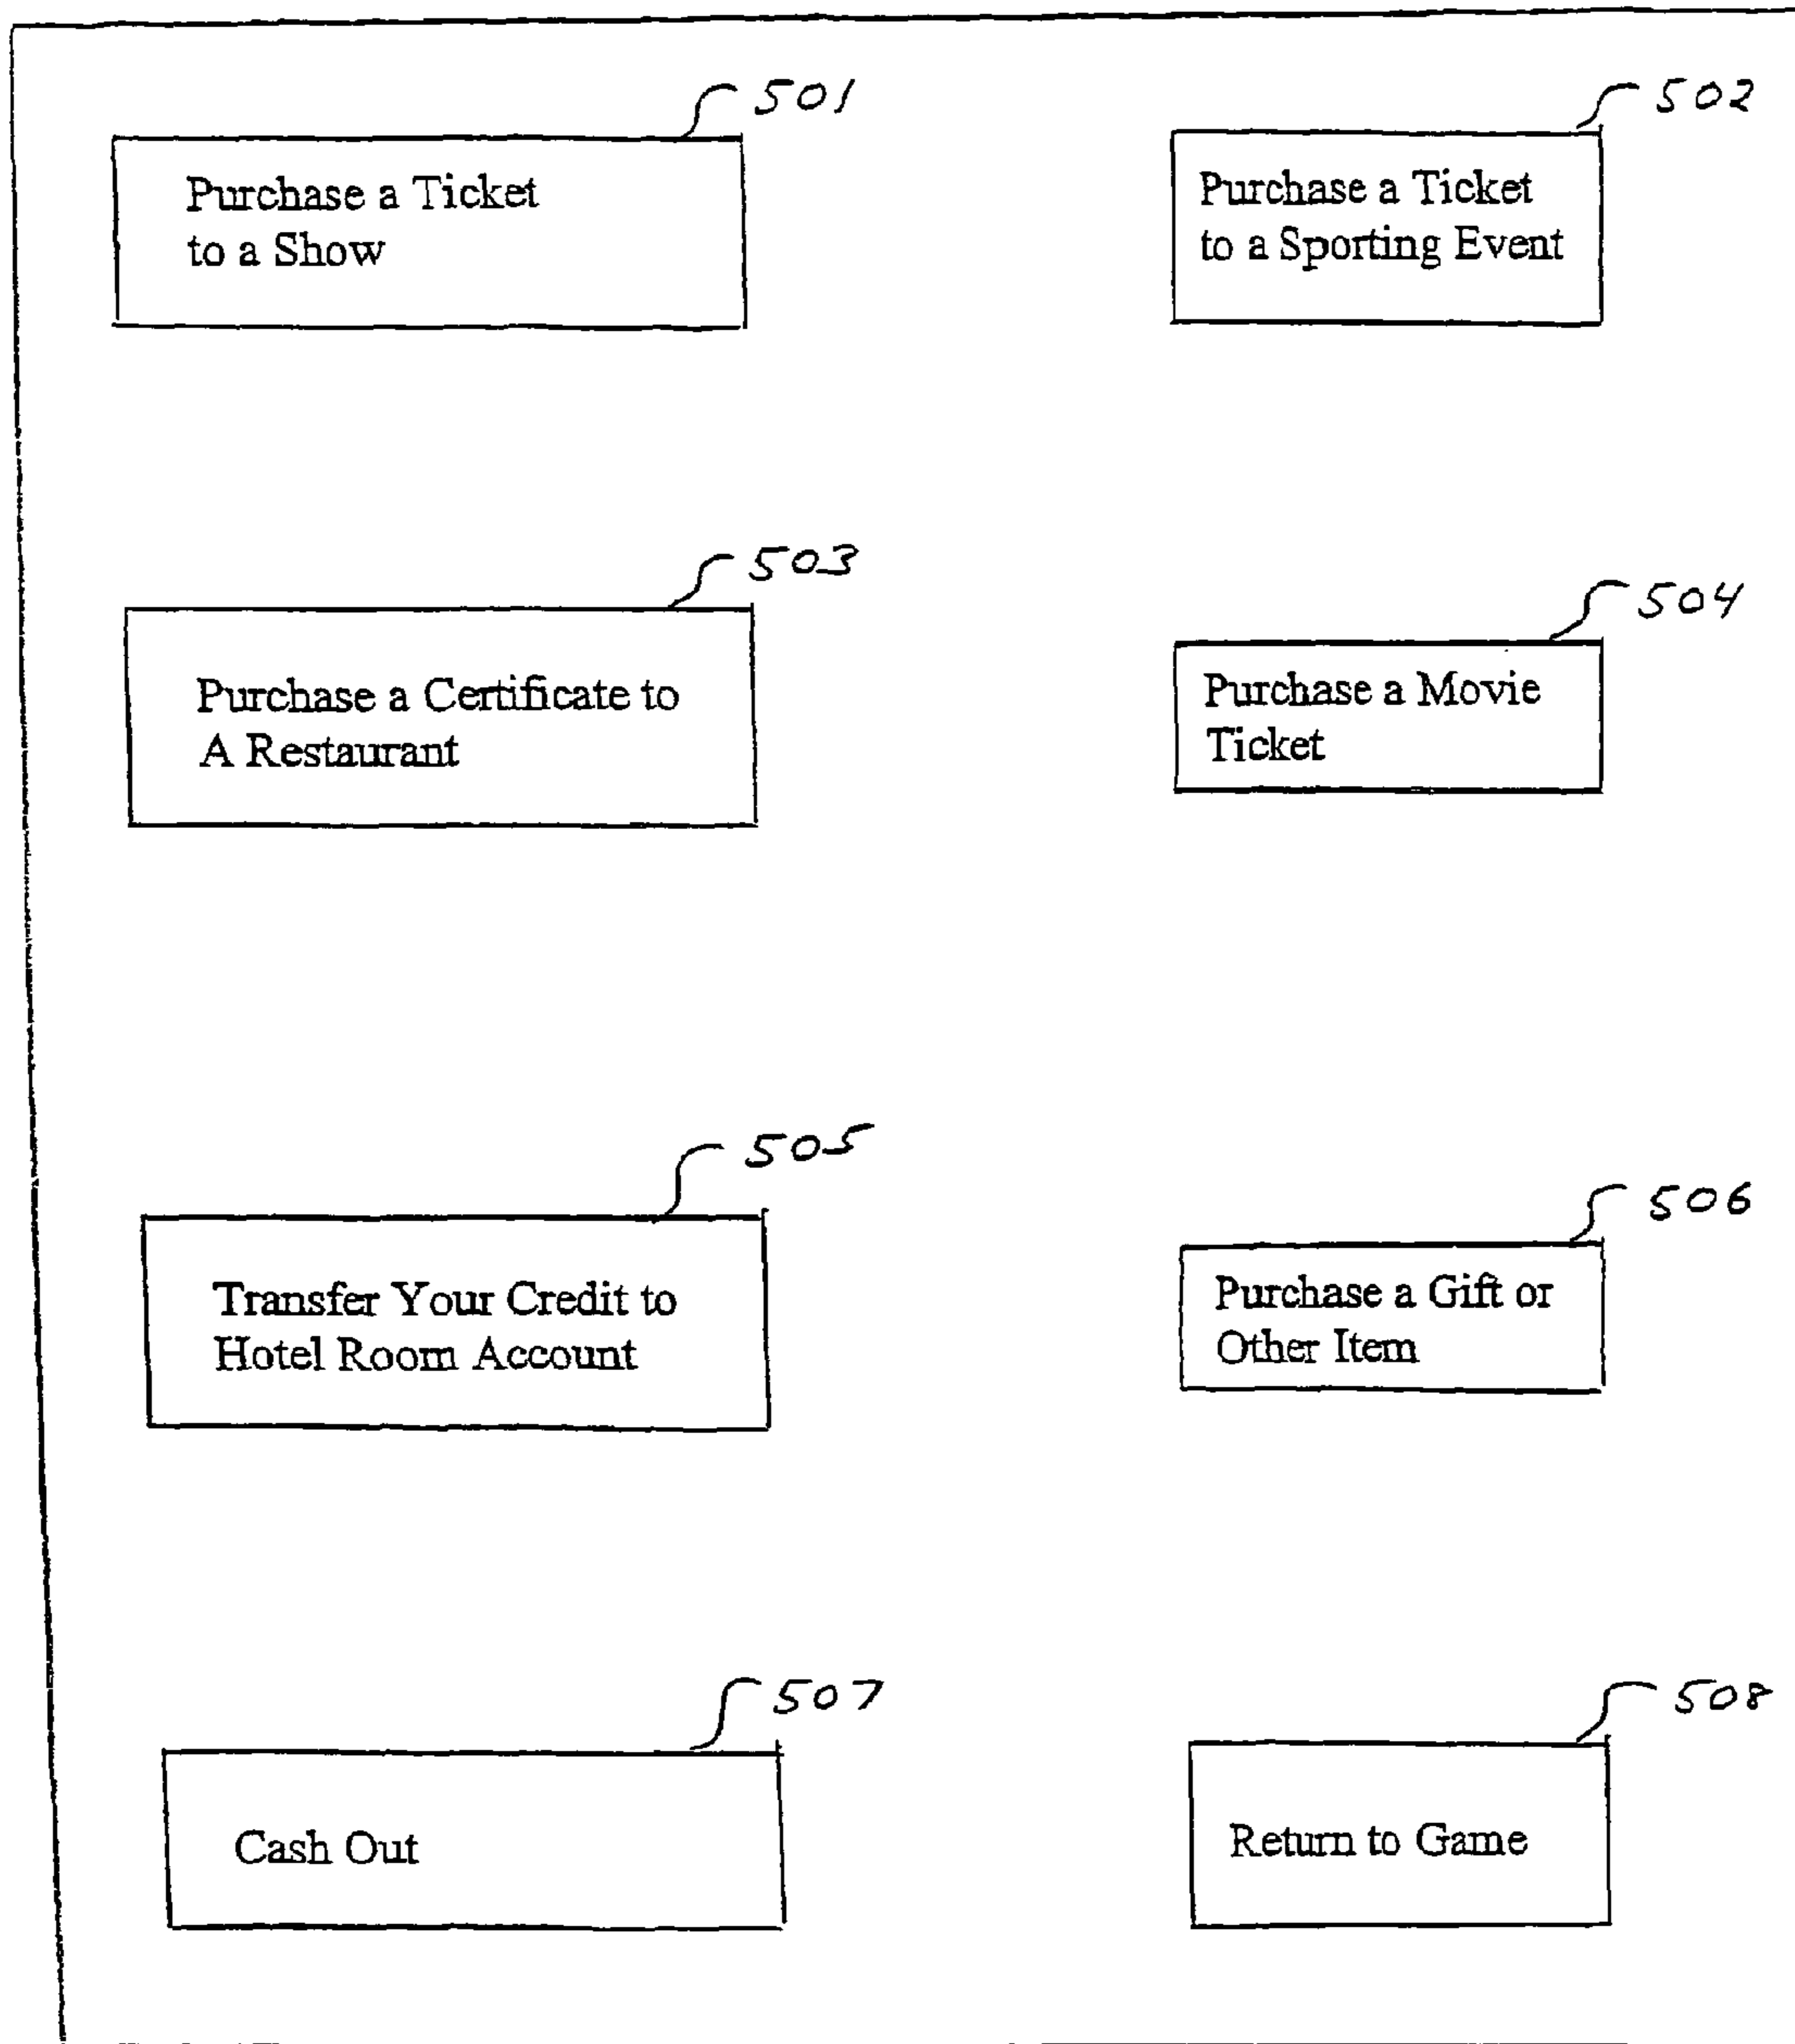 501
Purchase a Ticket
to a Show
502
Purchase a Ticket
to a Sporting Event
503
Purchase a Certificate to
A Restaurant
504
Purchase a Movie
Ticket
505
Transfer Your Credit to
Hotel Room Account
506
Purchase a Gift or
Other Item
507
Cash Out
508
Return to Game